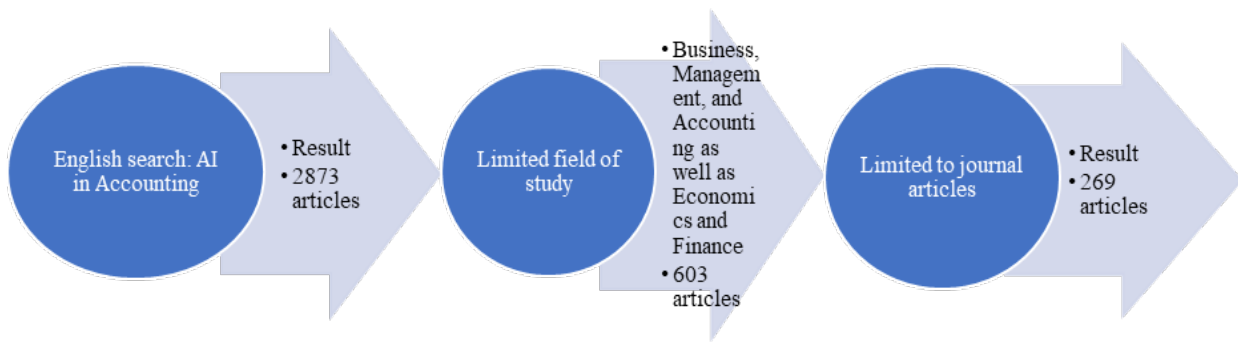 English search: AI
in Accounting
• Result
• 2873
articles
Limited field of
study
• Business,
Managem
ent, and
Accounti
ng as
well as
Economi
cs and
Finance
• 603
articles
Limited to journal
articles
• Result
• 269
articles